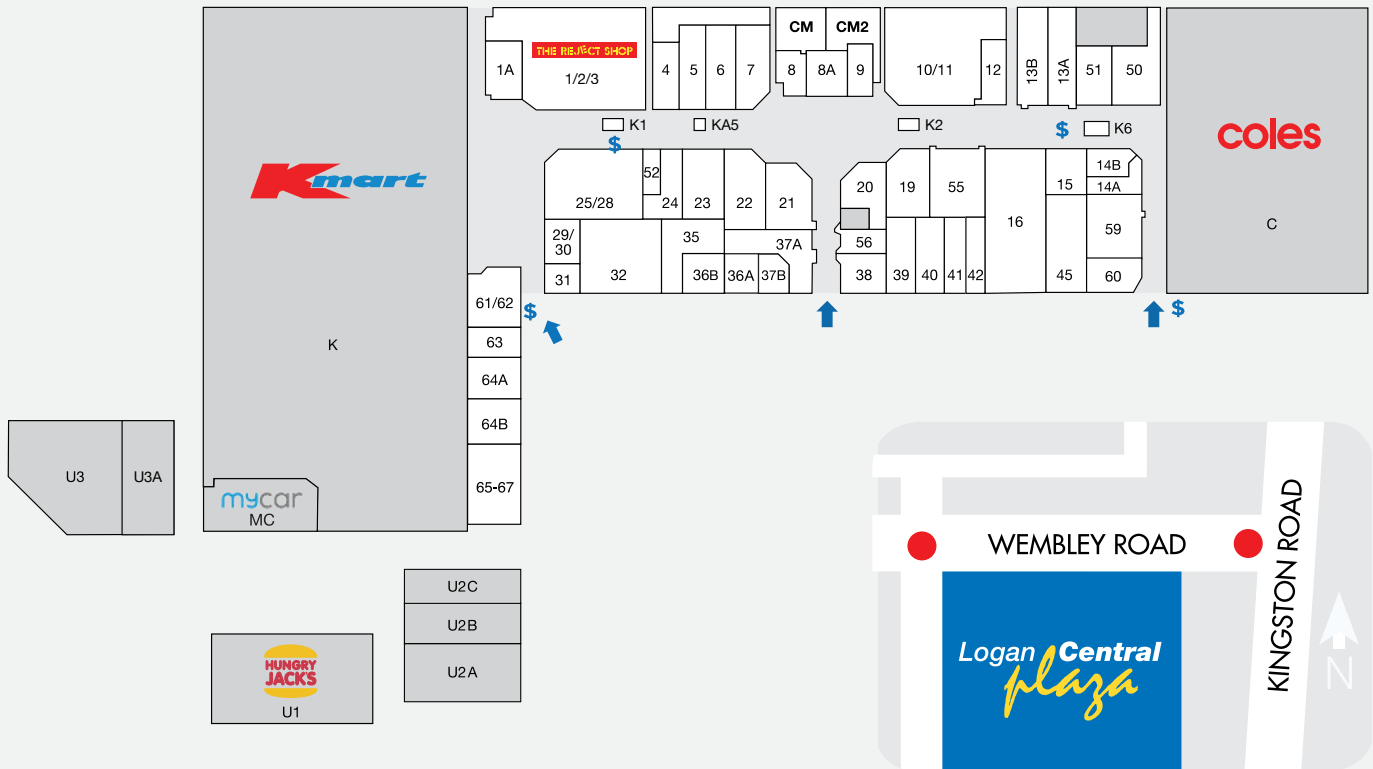 CM
CM2
THE REJECT SHOP
1A
1/2/3
4
5
6
7
8
8A
9
10/11
12
13B
13A
51
50
K1
KA5
K2
K6
$
$
Kmart
coles
C
52
25/28
24
23
22
21
20
19
55
16
15
14B
14A
29/
30
35
37A
56
59
31
32
36B
36A
37B
38
39
40
41
42
45
60
61/62
$
$
63
K
64A
64B
65-67
U3
U3A
mycar
MC
U2C
U2B
U2A
HUNGRY
JACK'S
U1
WEMBLEY ROAD
KINGSTON ROAD
Logan Central
plaza
N